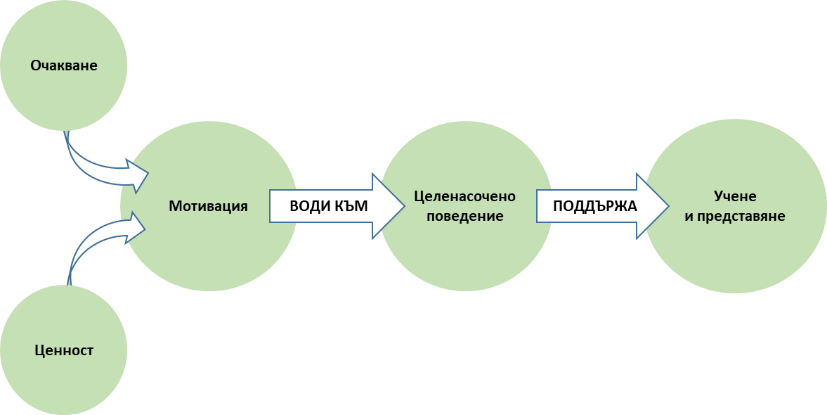 Очакване
Мотивация
ВОДИ КЪМ
Целенасочено
поведение
ПОДДЪРЖА
Учене
и представяне
Ценност